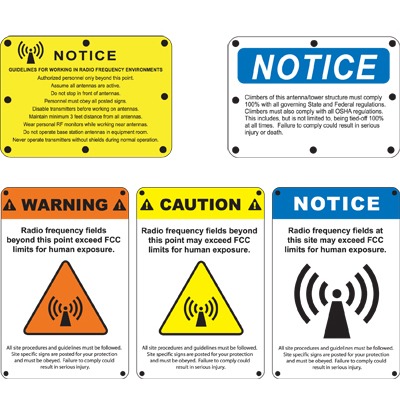 NOTICE
GUIDELINES FOR WORKING IN RADIO FREQUENCY ENVIRONMENTS
Authorized personnel only beyond this point.
Assume all antennas are active.
Do not stop in front of antennas.
Personnel must obey all posted signs.
Disable transmitters before working on antennas.
Maintain minimum 3 feet distance from all antennas.
Wear personal RF monitors while working near antennas.
Do not operate base station antennas in equipment room.
Never operate transmitters without shields during normal operation.
NOTICE
Climbers of this antenna/tower structure must comply
100% with all governing State and Federal regulations.
Climbers must also comply with all OSHA regulations.
This includes, but is not limited to, being tied-off 100%
at all times. Failure to comply could result in serious
injury or death.
WARNING
Radio frequency fields
beyond this point exceed FCC
limits for human exposure.
All site procedures and guidelines must be followed.
Site specific signs are posted for your protection
and must be obeyed. Failure to comply could
result in serious injury.
CAUTION
Radio frequency fields beyond
this point may exceed FCC
limits for human exposure.
All site procedures and guidelines must be followed.
Site specific signs are posted for your protection
and must be obeyed. Failure to comply could
result in serious injury.
NOTICE
Radio frequency fields at
this site may exceed FCC
limits for human exposure.
All site procedures and guidelines must be followed.
Site specific signs are posted for your protection
and must be obeyed. Failure to comply could
result in serious injury.